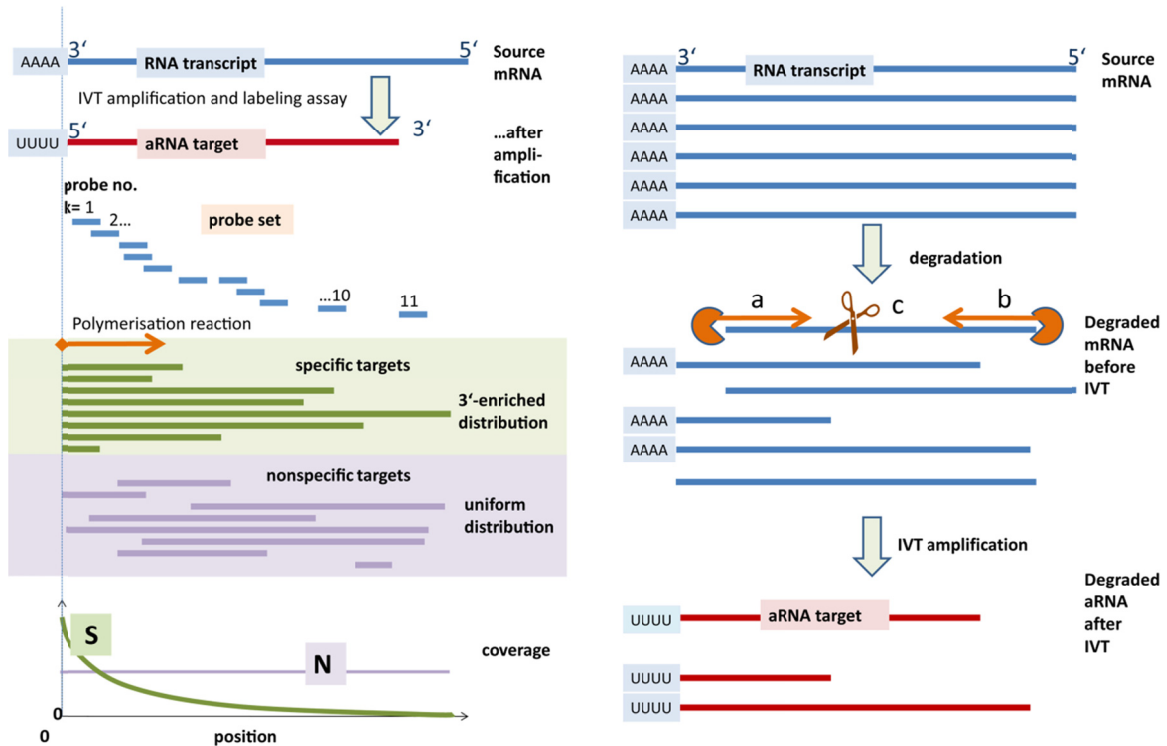 3‘
5‘
AAAA
RNA transcript
Source
mRNA
IVT amplification and labeling assay
5‘
3‘
UUUU
aRNA target
…after
ampli-
fication
probe no.
k= 1
2…
probe set
…10
11
Polymerisation reaction
specific targets
3‘-enriched
distribution
nonspecific targets
uniform
distribution
S
N
coverage
0
0
position
3‘
5‘
AAAA
RNA transcript
Source
mRNA
AAAA
AAAA
AAAA
AAAA
AAAA
degradation
a
c
b
Degraded
mRNA
before
IVT
AAAA
AAAA
AAAA
IVT amplification
Degraded
aRNA
after
IVT
UUUU
aRNA target
UUUU
UUUU